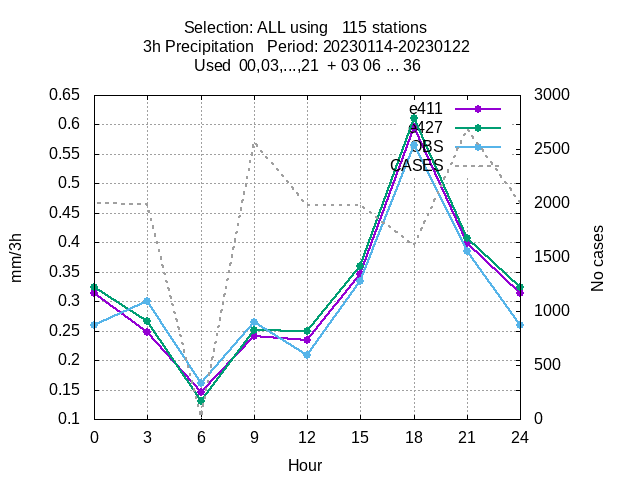 Selection: ALL using   115 stations
3h Precipitation   Period: 20230114-20230122
Used  00,03,...,21  + 03 06 ... 36
0.65
0.6
0.55
0.5
0.45
0.4
0.35
0.3
0.25
0.2
0.15
0.1
3000
2500
2000
1500
1000
500
0
0 3 6 9 12 15 18 21 24
mm/3h
No cases
Hour
e411
427
OBS
CASES